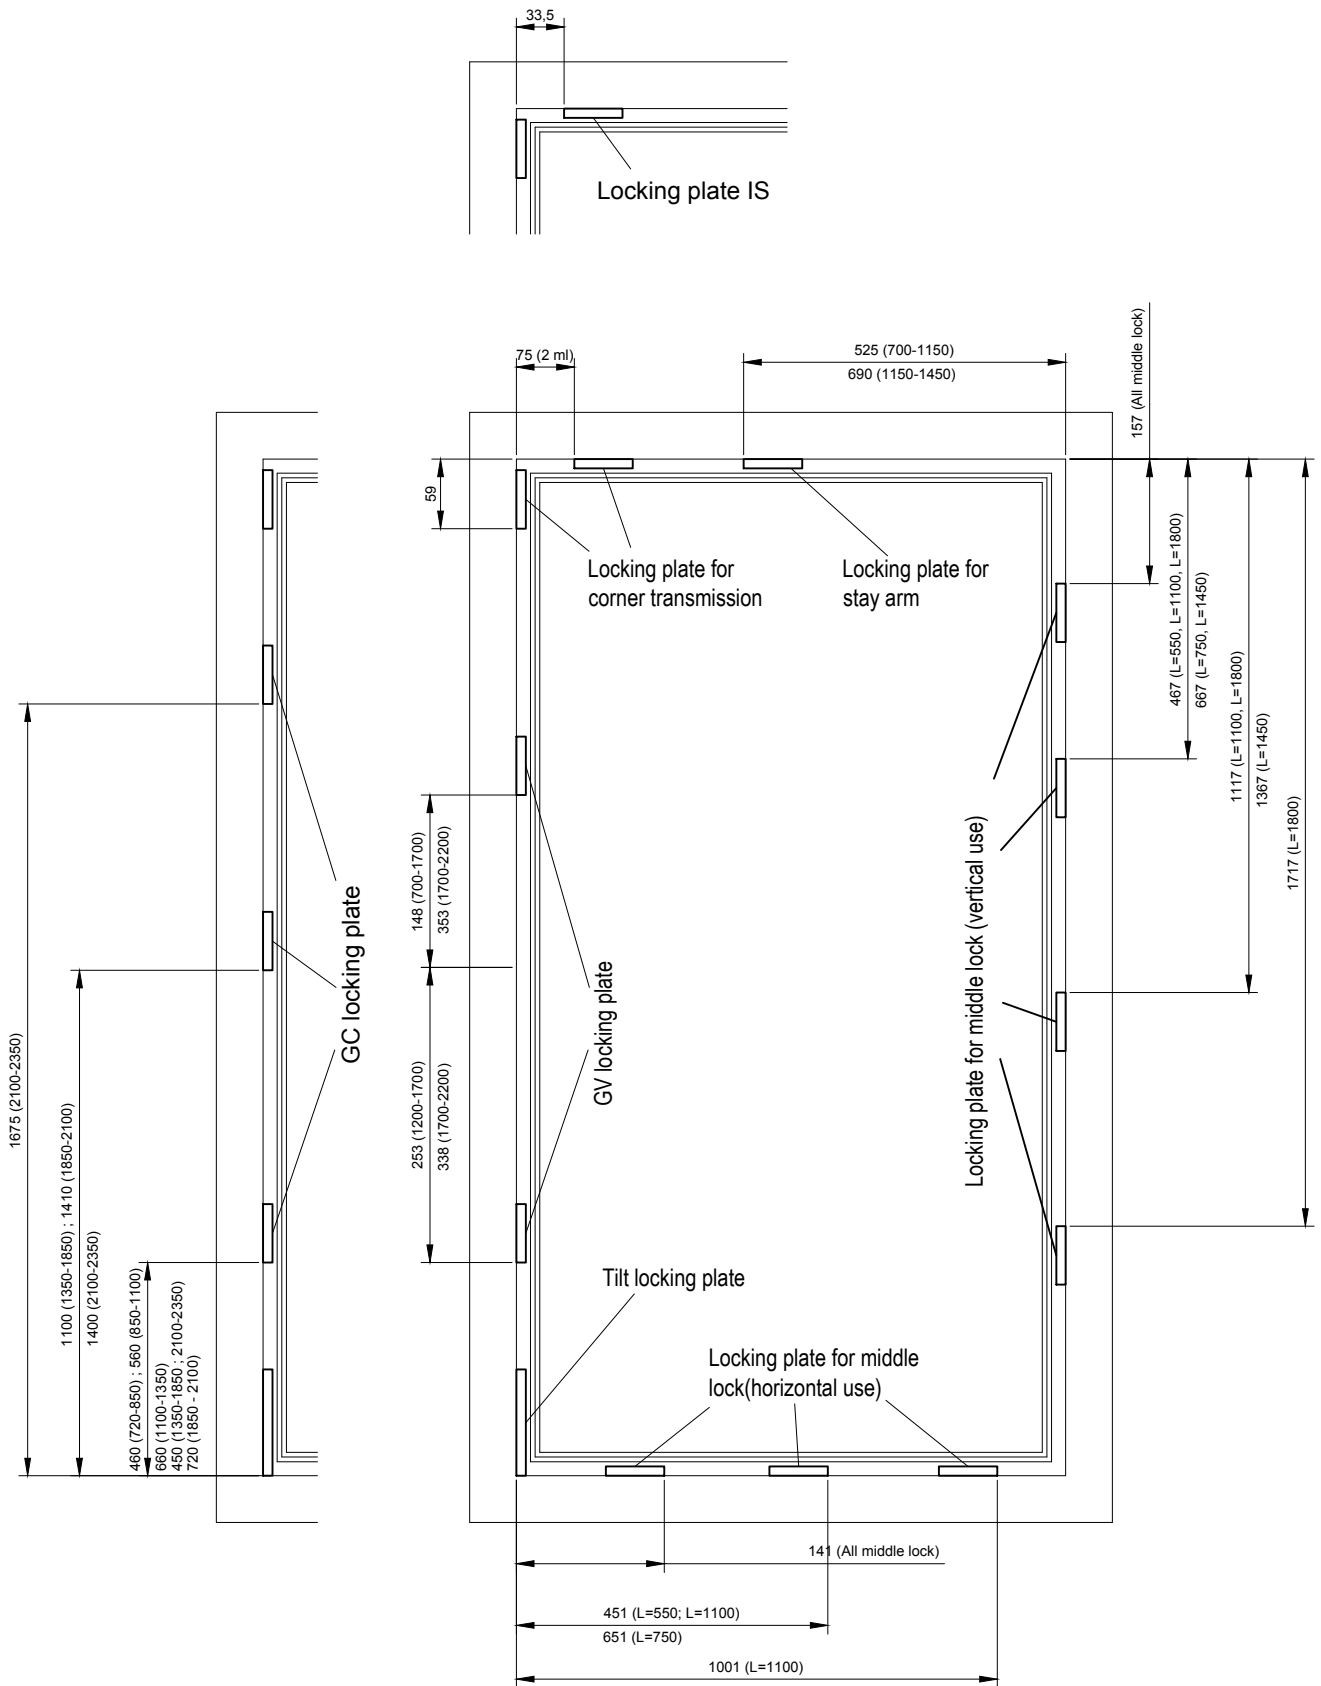 33,5
Locking plate IS
75 (2 ml)
525 (700-1150)
690 (1150-1450)
157 (All middle lock)
59
Locking plate for
corner transmission
Locking plate for
stay arm
467 (L=550, L=1100, L=1800)
667 (L=750, L=1450)
1117 (L=1100, L=1800)
1367 (L=1450)
1717 (L=1800)
148 (700-1700)
353 (1700-2200)
253 (1200-1700)
338 (1700-2200)
GC locking plate
GV locking plate
Locking plate for middle lock (vertical use)
1675 (2100-2350)
1100 (1350-1850) ; 1410 (1850-2100)
1400 (2100-2350)
460 (720-850) ; 560 (850-1100)
660 (1100-1350)
450 (1350-1850 ; 2100-2350)
720 (1850 - 2100)
Tilt locking plate
Locking plate for middle
lock(horizontal use)
141 (All middle lock)
451 (L=550; L=1100)
651 (L=750)
1001 (L=1100)